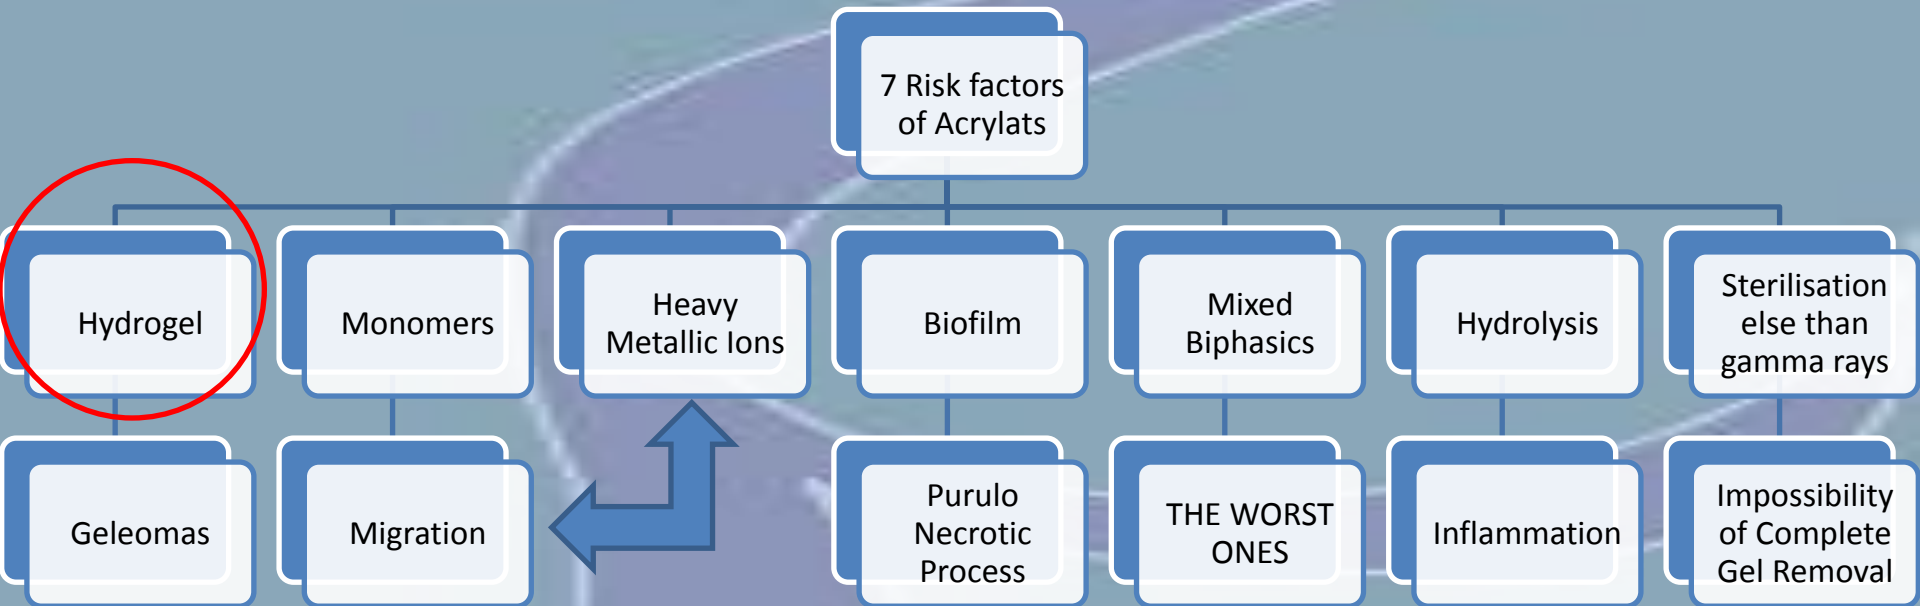 7 Risk factors
of Acrylats
Hydrogel
Monomers
Heavy
Metallic Ions
Biofilm
Mixed
Biphasics
Hydrolysis
Sterilisation
else than
gamma rays
Geleomas
Migration
Purulo
Necrotic
Process
THE WORST
ONES
Inflammation
Impossibility
of Complete
Gel Removal